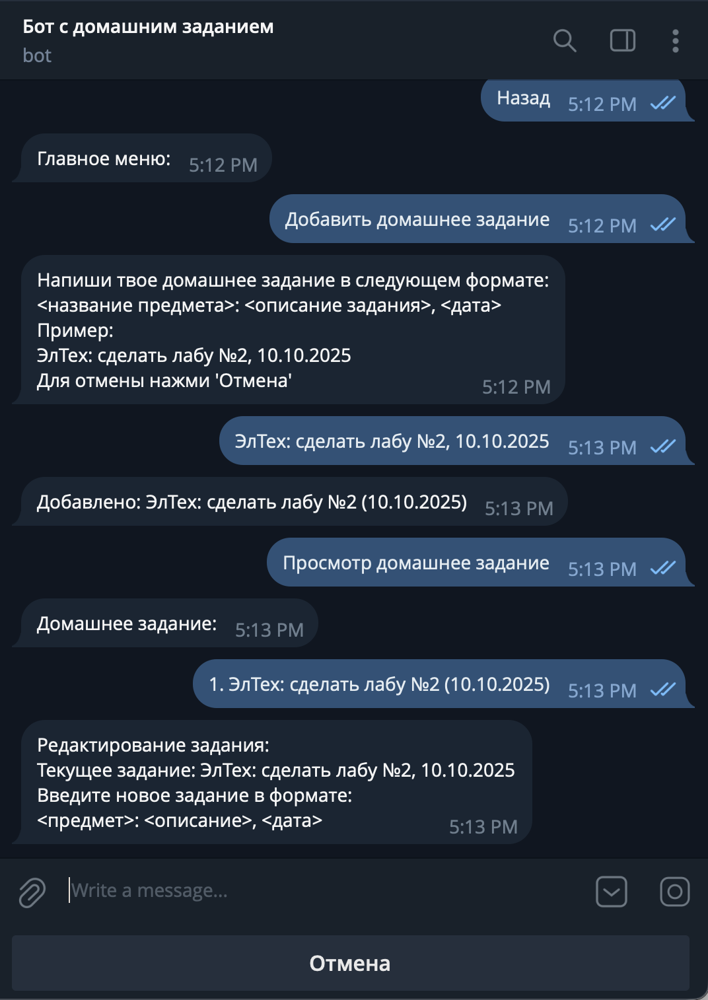 Бот с домашним заданием
bot
Назад 5:12 PM
Главное меню: 5:12 PM
Добавить домашнее задание 5:12 PM
Напиши твое домашнее задание в следующем формате:
<название предмета>: <описание задания>, <дата>
Пример:
ЭлТех: сделать лабу №2, 10.10.2025
Для отмены нажми 'Отмена' 5:12 PM
ЭлТех: сделать лабу №2, 10.10.2025 5:13 PM
Добавлено: ЭлТех: сделать лабу №2 (10.10.2025) 5:13 PM
Просмотр домашнее задание 5:13 PM
Домашнее задание: 5:13 PM
1. ЭлТех: сделать лабу №2 (10.10.2025) 5:13 PM
Редактирование задания:
Текущее задание: ЭлТех: сделать лабу №2, 10.10.2025
Введите новое задание в формате:
<предмет>: <описание>, <дата> 5:13 PM
Write a message...
Отмена